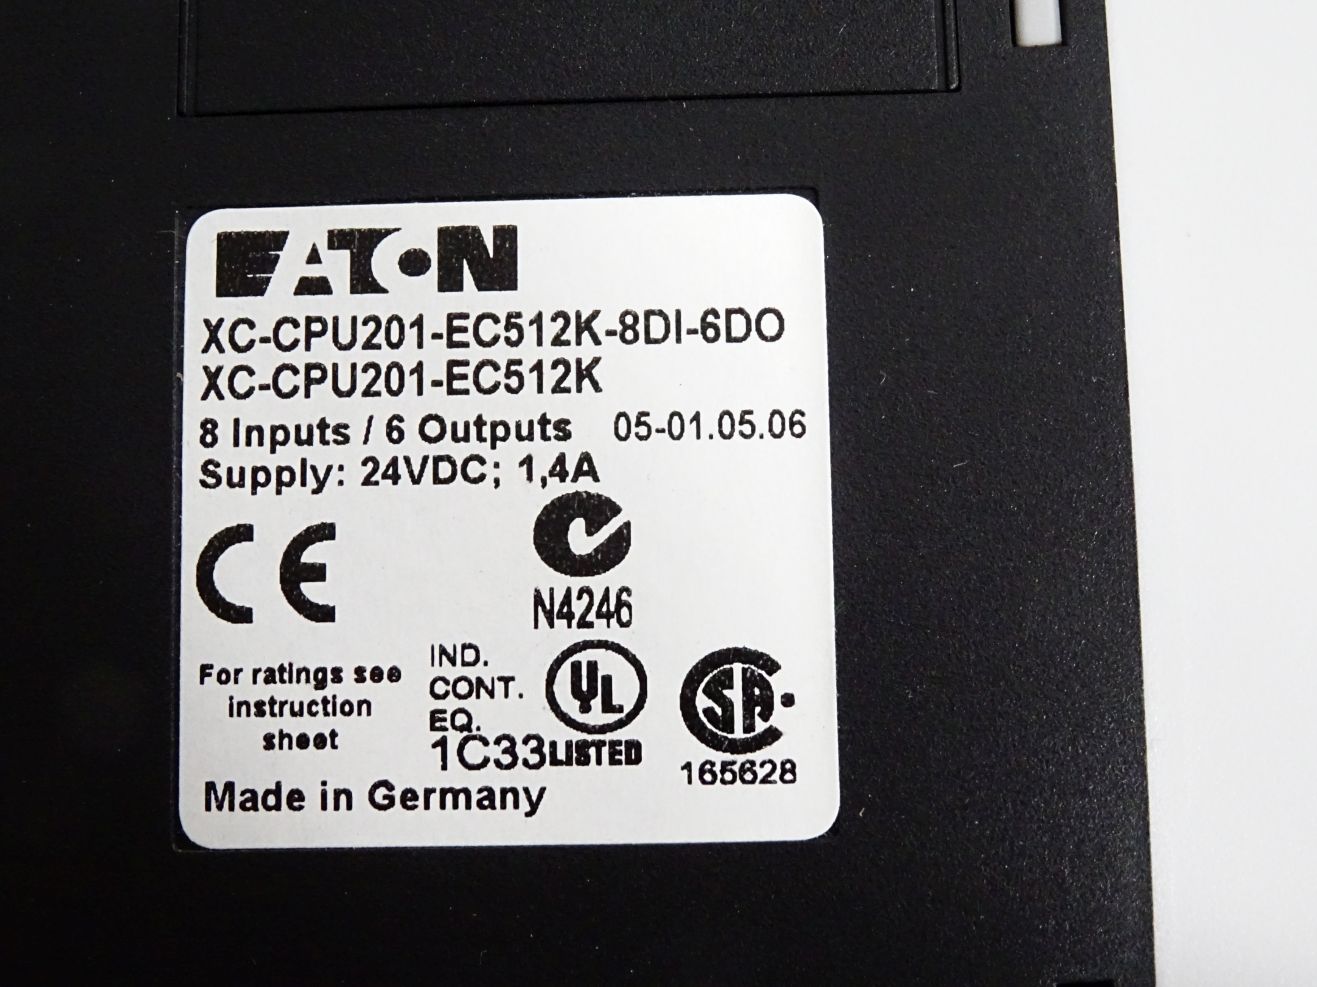 EATON
XC-CPU201-EC512K-8DI-6DO
XC-CPU201-EC512K
8 Inputs / 6 Outputs 05-01.05.06
Supply: 24VDC; 1,4A
CE
N4246
For ratings see
instruction
sheet
IND.
CONT.
EQ.
1C33
UL
LISTED
SA
165628
Made in Germany